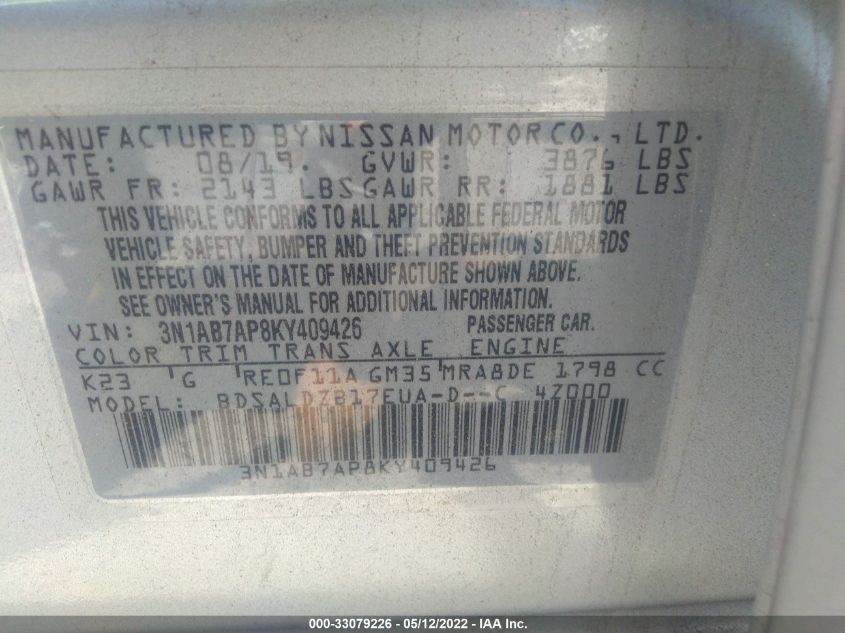 MANUFACTURED BY NISSAN MOTOR CO., LTD.
DATE: 08/19. GVWR: 3876 LBS
GAWR FR: 2143 LBS GAWR RR: 1881 LBS
THIS VEHICLE CONFORMS TO ALL APPLICABLE FEDERAL MOTOR
VEHICLE SAFETY, BUMPER AND THEFT PREVENTION STANDARDS
IN EFFECT ON THE DATE OF MANUFACTURE SHOWN ABOVE.
SEE OWNER'S MANUAL FOR ADDITIONAL INFORMATION.
VIN: 3N1AB7AP8KY409426 PASSENGER CAR.
COLOR TRIM TRANS AXLE ENGINE
K23 G RE0F11A GM35 MRA8DE 1798 CC
MODEL: BDSALDZB17EUA-D--C 4Z000
3N1AB7AP8KY409426
000-33079226 - 05/12/2022 - IAA Inc.